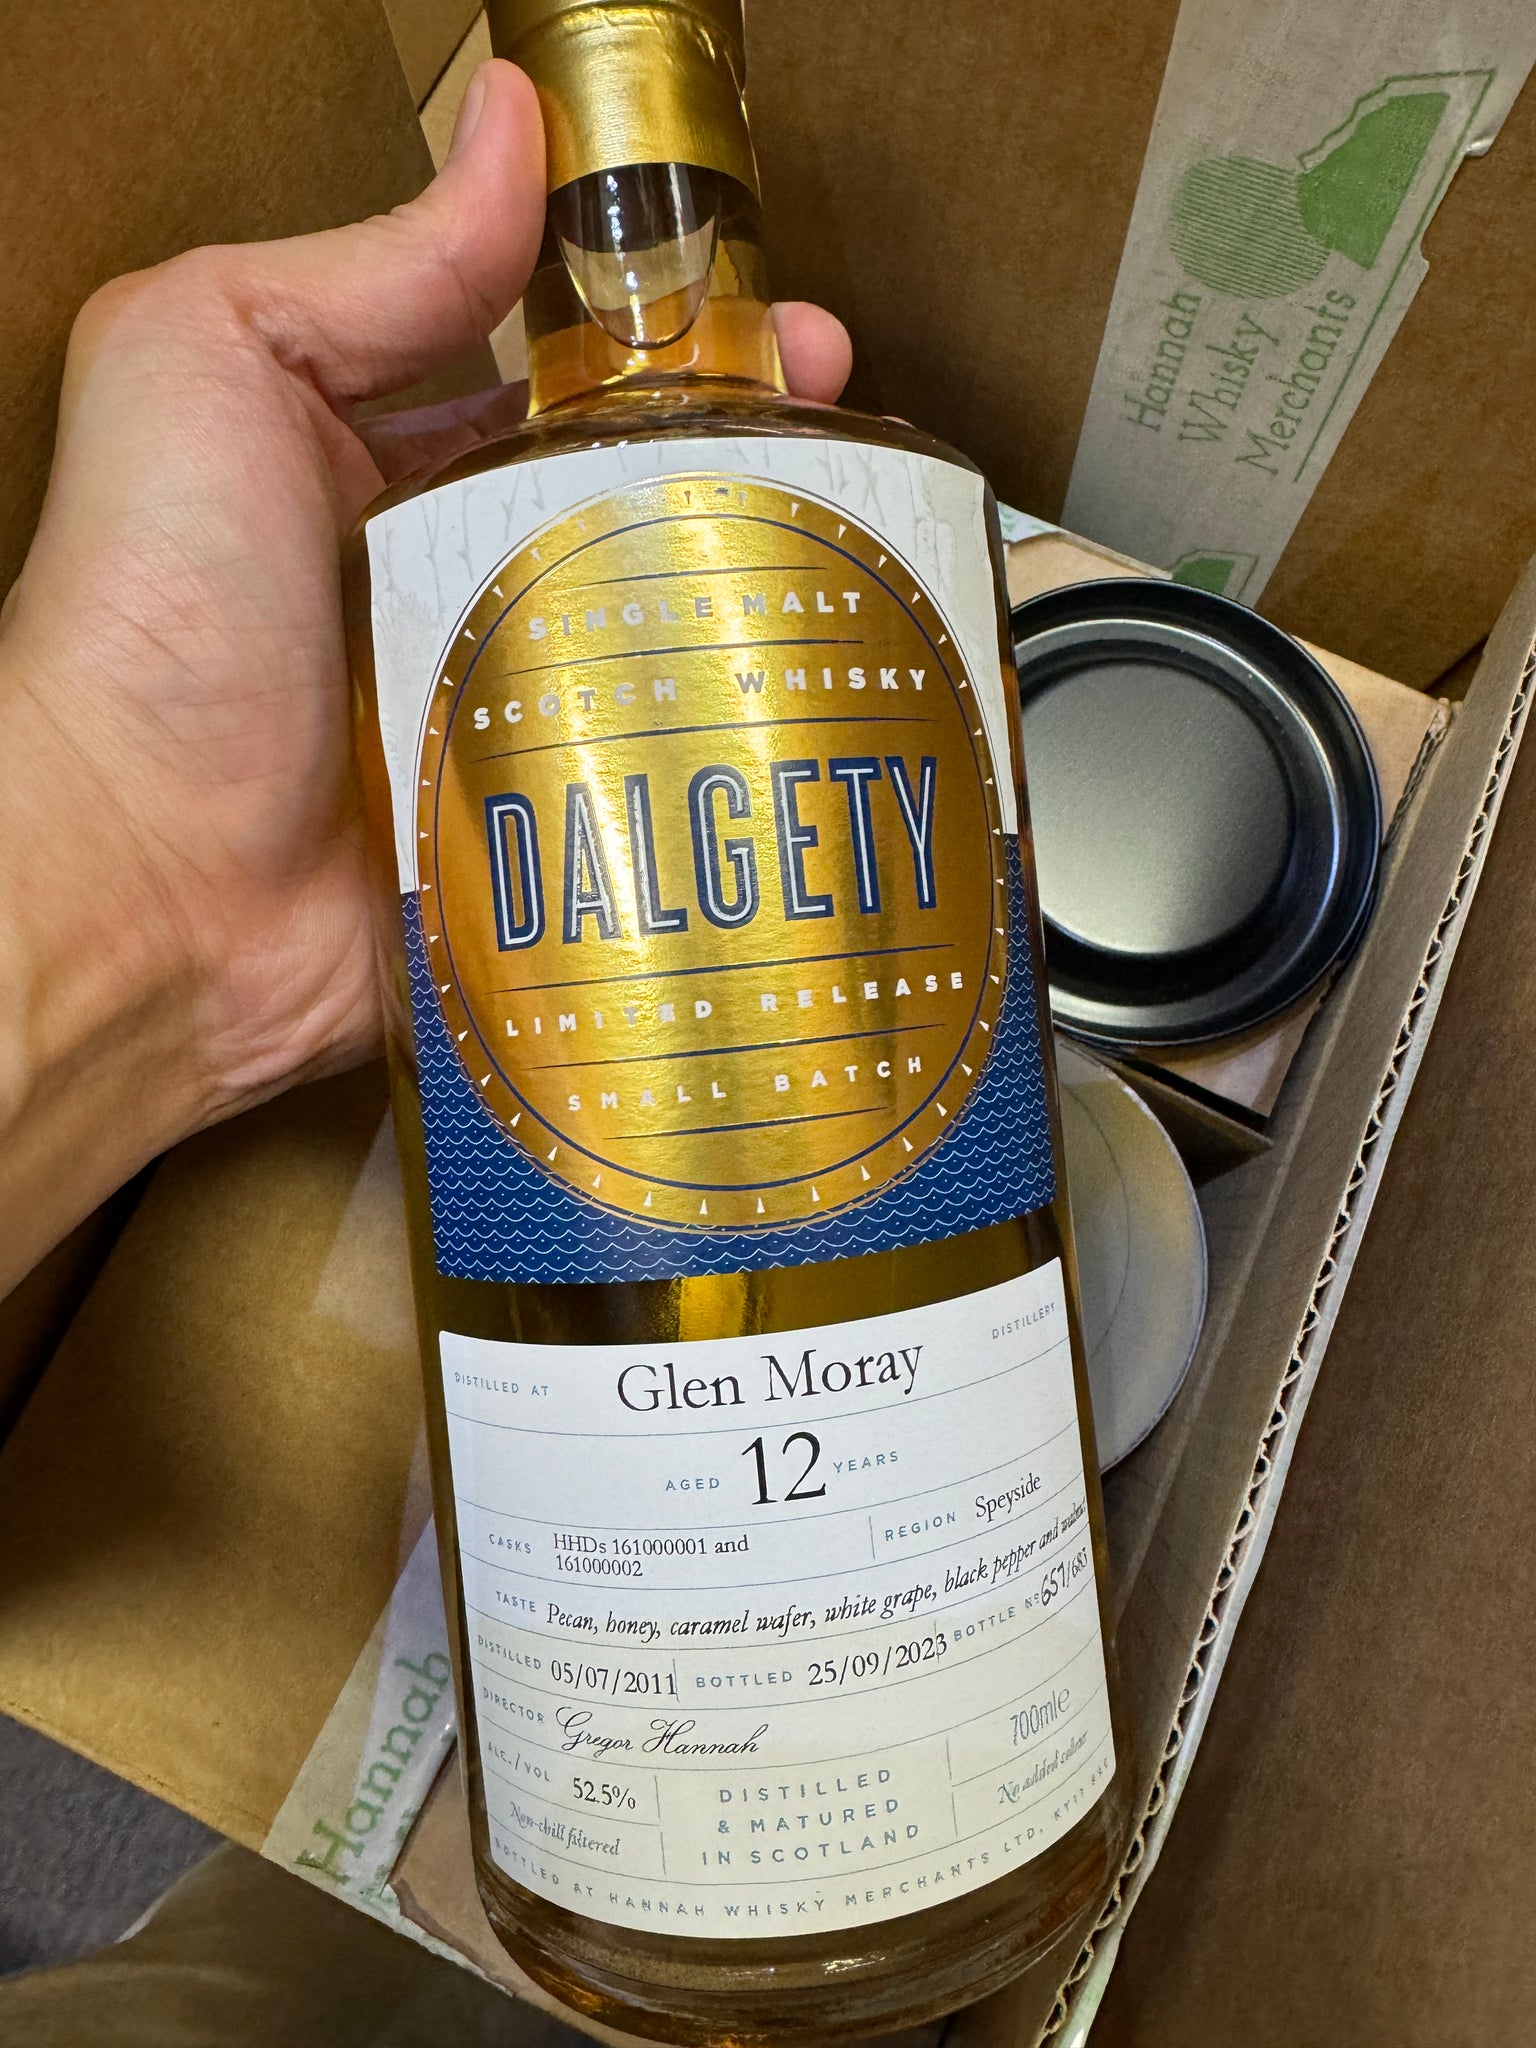 Hannah
Whisky
Merchants
SINGLE MALT
SCOTCH WHISKY
DALGETY
LIMITED RELEASE
SMALL BATCH
DISTILLED AT Glen Moray DISTILLERY
AGED 12 YEARS
CASKS HHDs 161000001 and
161000002
REGION Speyside
TASTE Pecan, honey, caramel wafer, white grape, black pepper and
DISTILLED 05/07/2011 BOTTLED 25/09/2023 BOTTLE Nº 657/683
DIRECTOR Gregor Hannah
700mle
ALC./VOL 52.5%
Non-chill filtered
DISTILLED
& MATURED
IN SCOTLAND
No added colour
BOTTLED AT HANNAH WHISKY MERCHANTS LTD,
Hannah